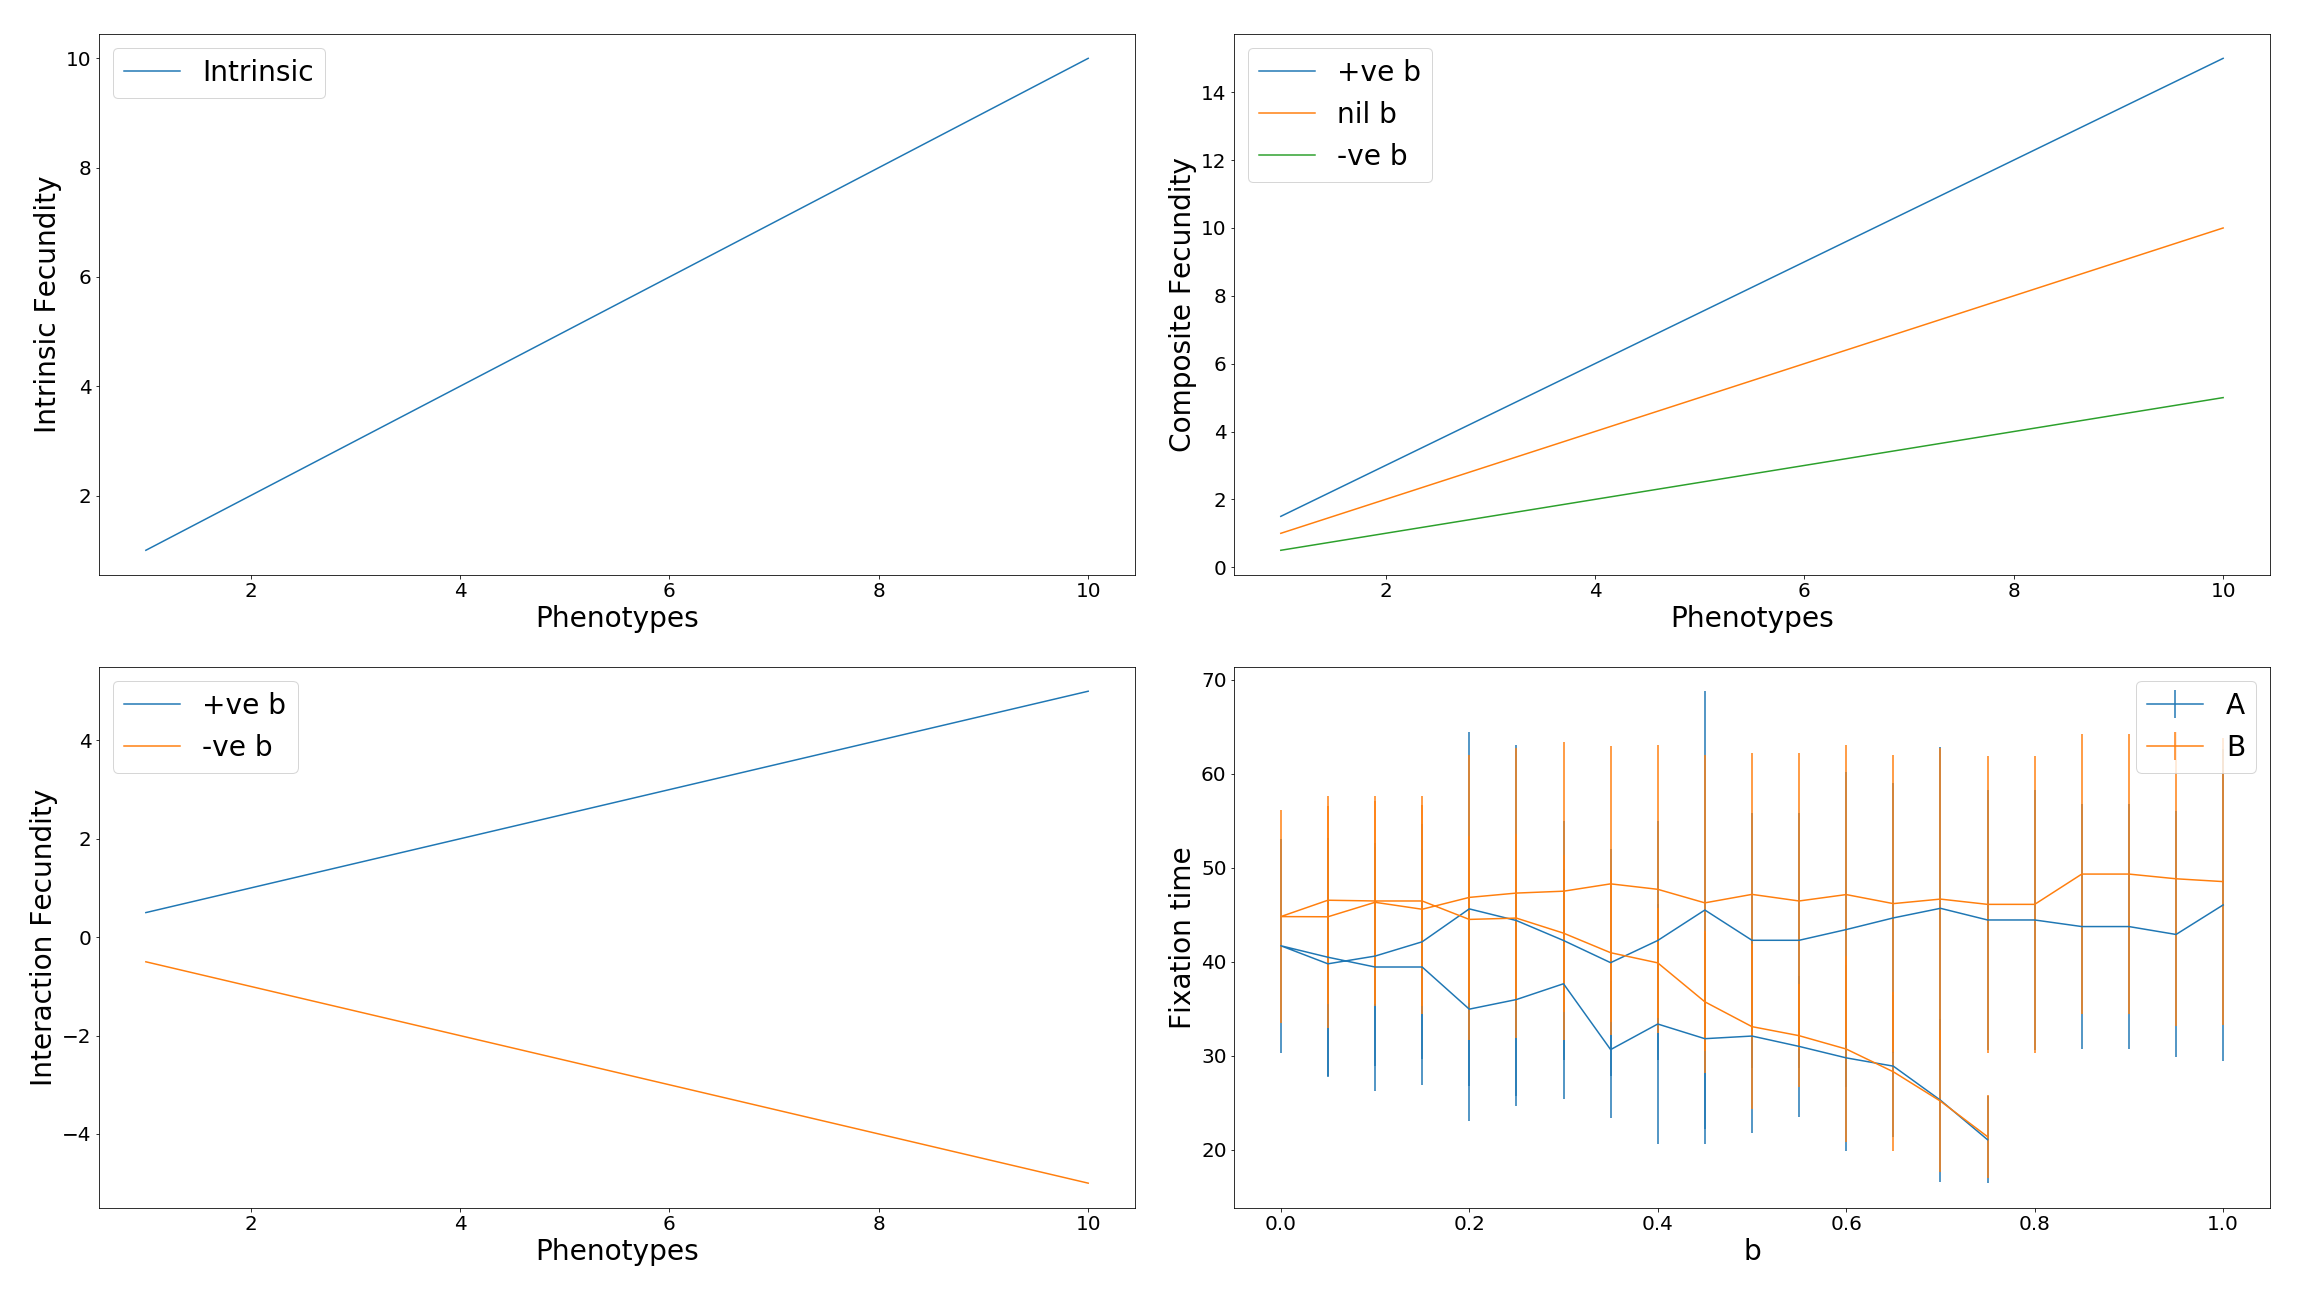 Intrinsic
10
8
6
4
2
Intrinsic Fecundity
2 4 6 8 10
Phenotypes
+ve b
nil b
-ve b
14
12
10
8
6
4
2
0
Composite Fecundity
2 4 6 8 10
Phenotypes
+ve b
-ve b
4
2
0
−2
−4
Interaction Fecundity
2 4 6 8 10
Phenotypes
A
B
70
60
50
40
30
20
Fixation time
0.0 0.2 0.4 0.6 0.8 1.0
b